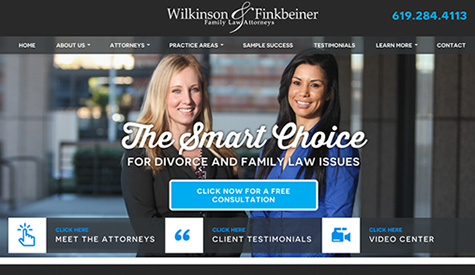 Wilkinson & Finkbeiner
Family Law Attorneys
619.284.4113
HOME ABOUT US ATTORNEYS PRACTICE AREAS SAMPLE SUCCESS TESTIMONIALS LEARN MORE CONTACT
The Smart Choice
FOR DIVORCE AND FAMILY LAW ISSUES
CLICK NOW FOR A FREE
CONSULTATION
CLICK HERE
MEET THE ATTORNEYS
CLICK HERE
CLIENT TESTIMONIALS
CLICK HERE
VIDEO CENTER